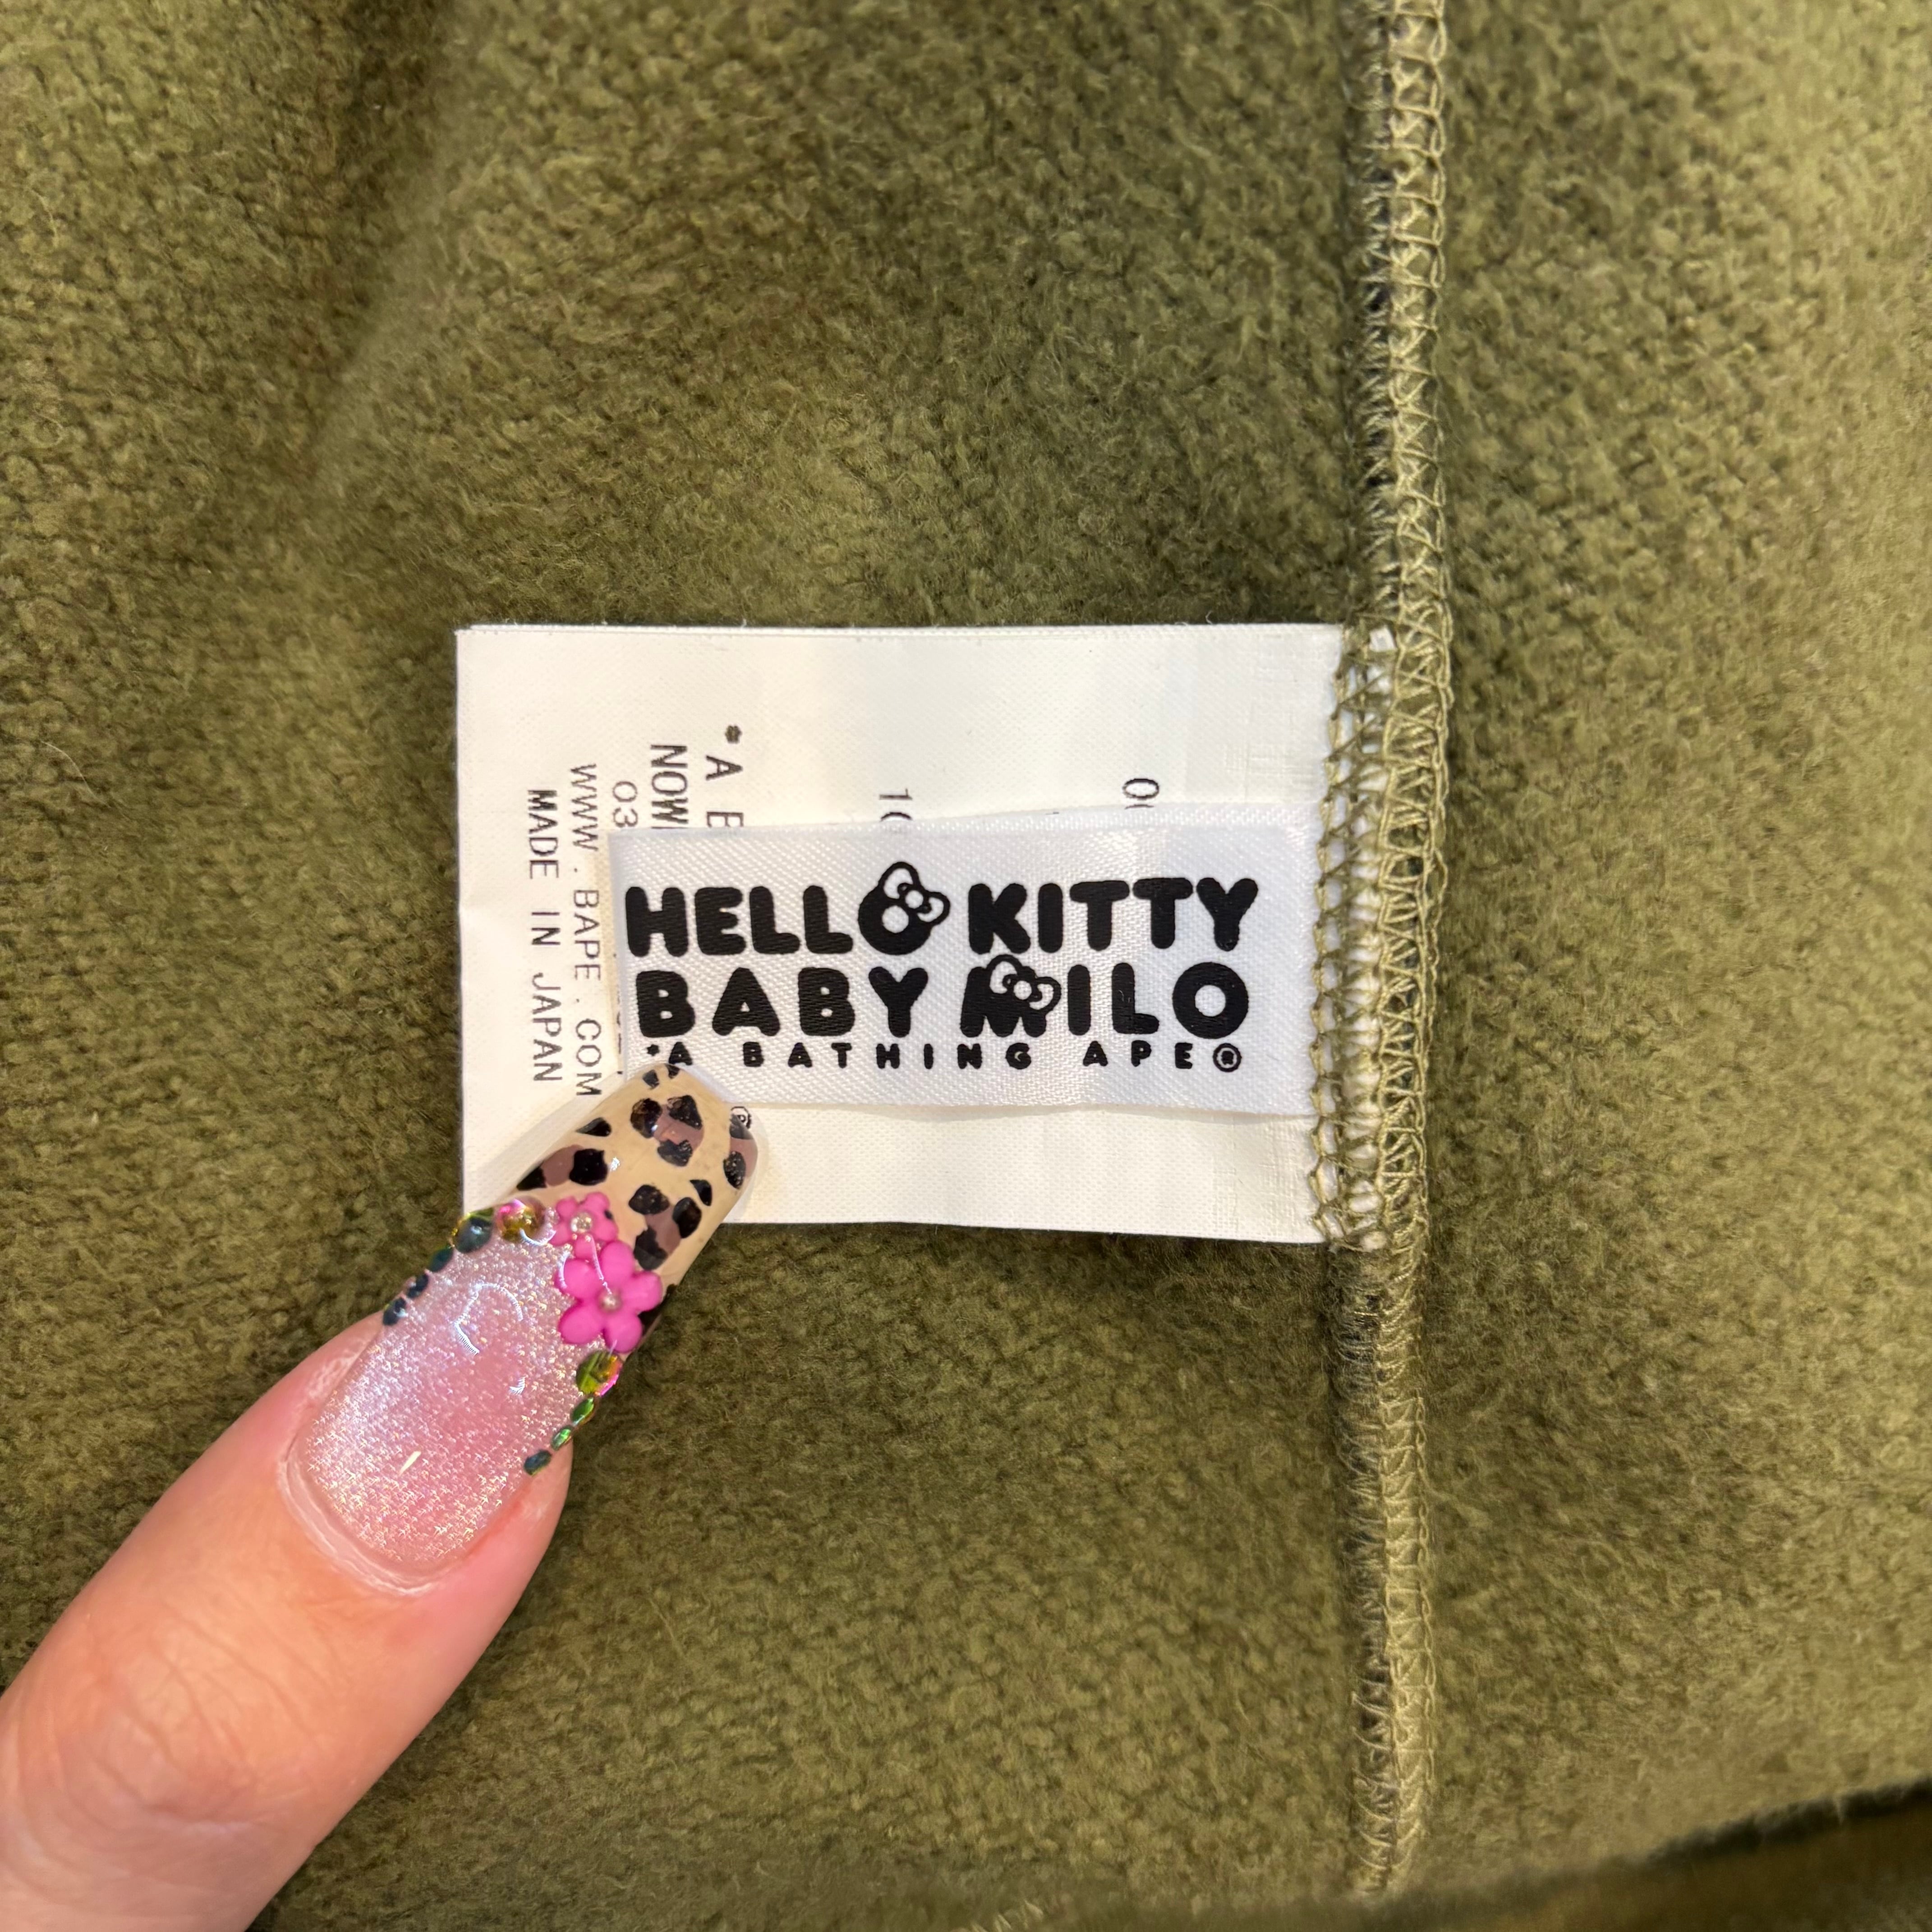 HELLO KITTY
BABY MILO
*A BATHING APE®
*A
NOW
03
WWW.BAPE.COM
MADE IN JAPAN